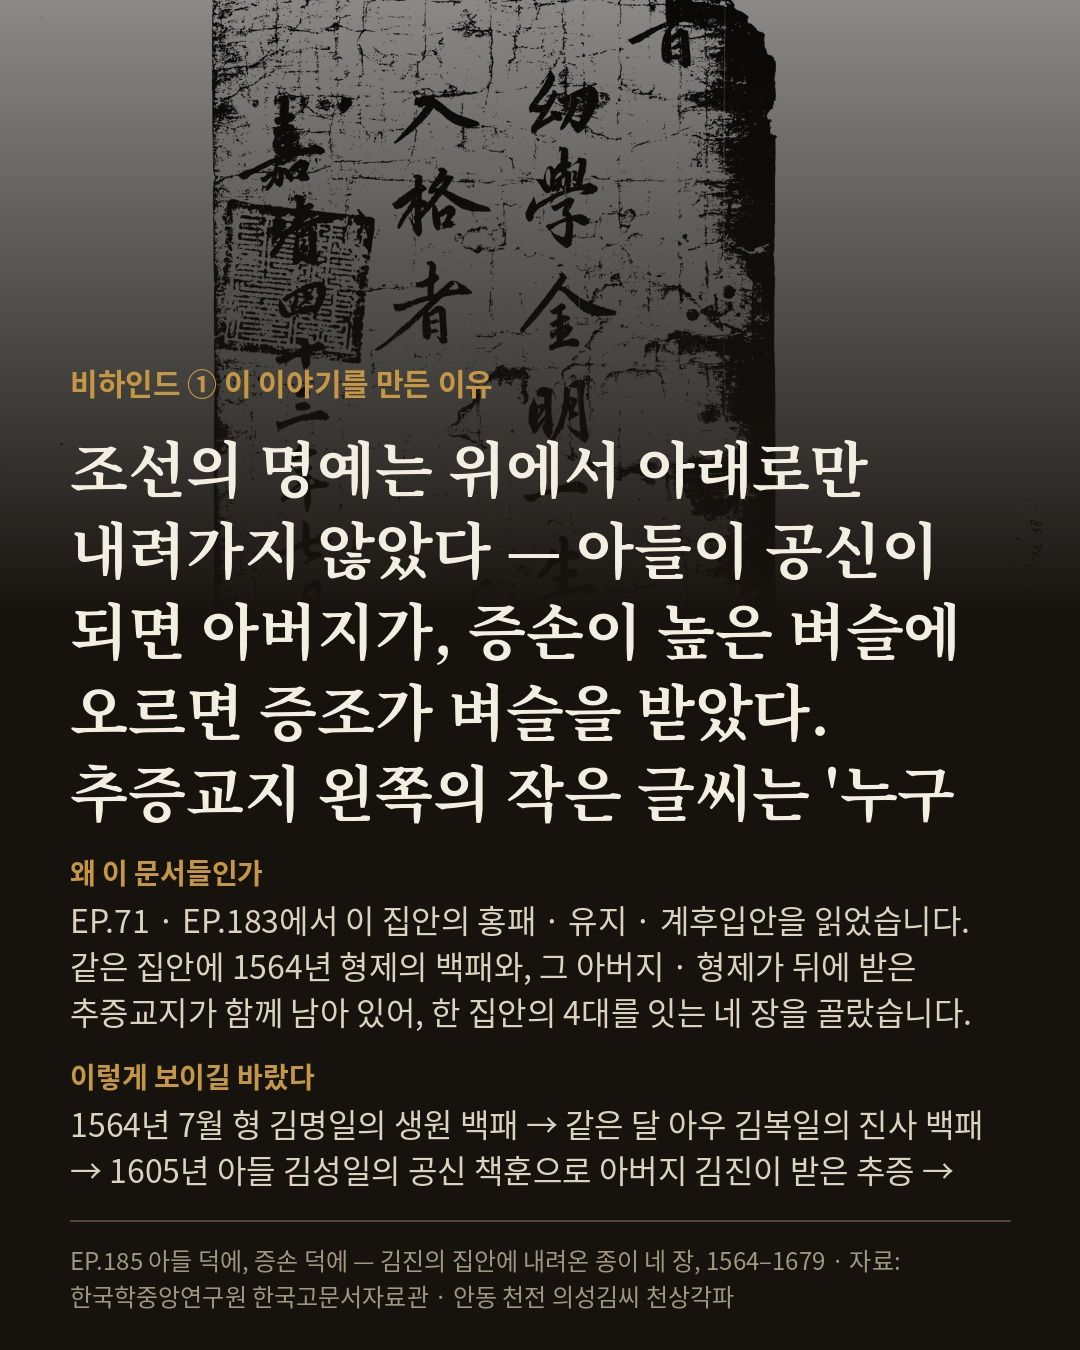 幼學金明一生
入格者
嘉靖四十三年七
비하인드 ① 이 이야기를 만든 이유
조선의 명예는 위에서 아래로만
내려가지 않았다 — 아들이 공신이
되면 아버지가, 증손이 높은 벼슬에
오르면 증조가 벼슬을 받았다.
추증교지 왼쪽의 작은 글씨는 '누구
왜 이 문서들인가
EP.71 · EP.183에서 이 집안의 홍패 · 유지 · 계후입안을 읽었습니다.
같은 집안에 1564년 형제의 백패와, 그 아버지 · 형제가 뒤에 받은
추증교지가 함께 남아 있어, 한 집안의 4대를 잇는 네 장을 골랐습니다.
이렇게 보이길 바랐다
1564년 7월 형 김명일의 생원 백패 → 같은 달 아우 김복일의 진사 백패
→ 1605년 아들 김성일의 공신 책훈으로 아버지 김진이 받은 추증 →
EP.185 아들 덕에, 증손 덕에 — 김진의 집안에 내려온 종이 네 장, 1564–1679 · 자료:
한국학중앙연구원 한국고문서자료관 · 안동 천전 의성김씨 천상각파